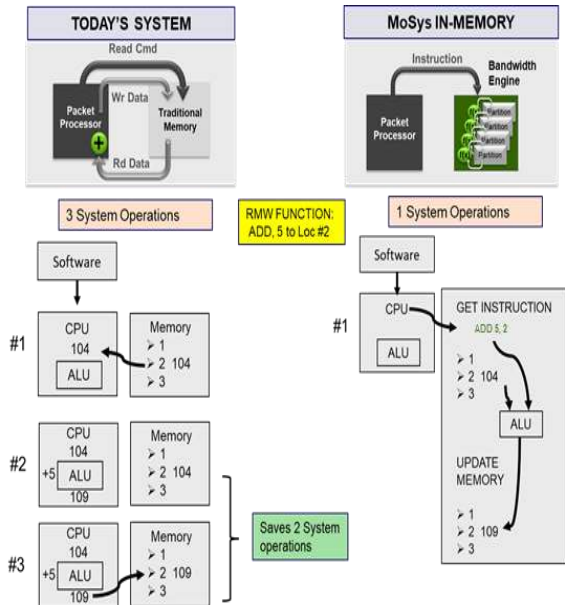 TODAY'S SYSTEM
Read Cmd
Wr Data
Packet
Processor
Traditional
Memory
Rd Data
3 System Operations
Software
#1
CPU
104
ALU
Memory
➢ 1
➢ 2 104
➢ 3
#2
CPU
104
+5 ALU
109
Memory
➢ 1
➢ 2 104
➢ 3
#3
CPU
104
+5 ALU
109
Memory
➢ 1
➢ 2 109
➢ 3
Saves 2 System
operations
RMW FUNCTION:
ADD, 5 to Loc #2
MoSys IN-MEMORY
Instruction
Bandwidth
Engine
Packet
Processor
Partition
Partition
Partition
Partition
1 System Operations
Software
#1
CPU
ALU
GET INSTRUCTION
ADD 5, 2
➢ 1
➢ 2 104
➢ 3
ALU
UPDATE
MEMORY
➢ 1
➢ 2 109
➢ 3